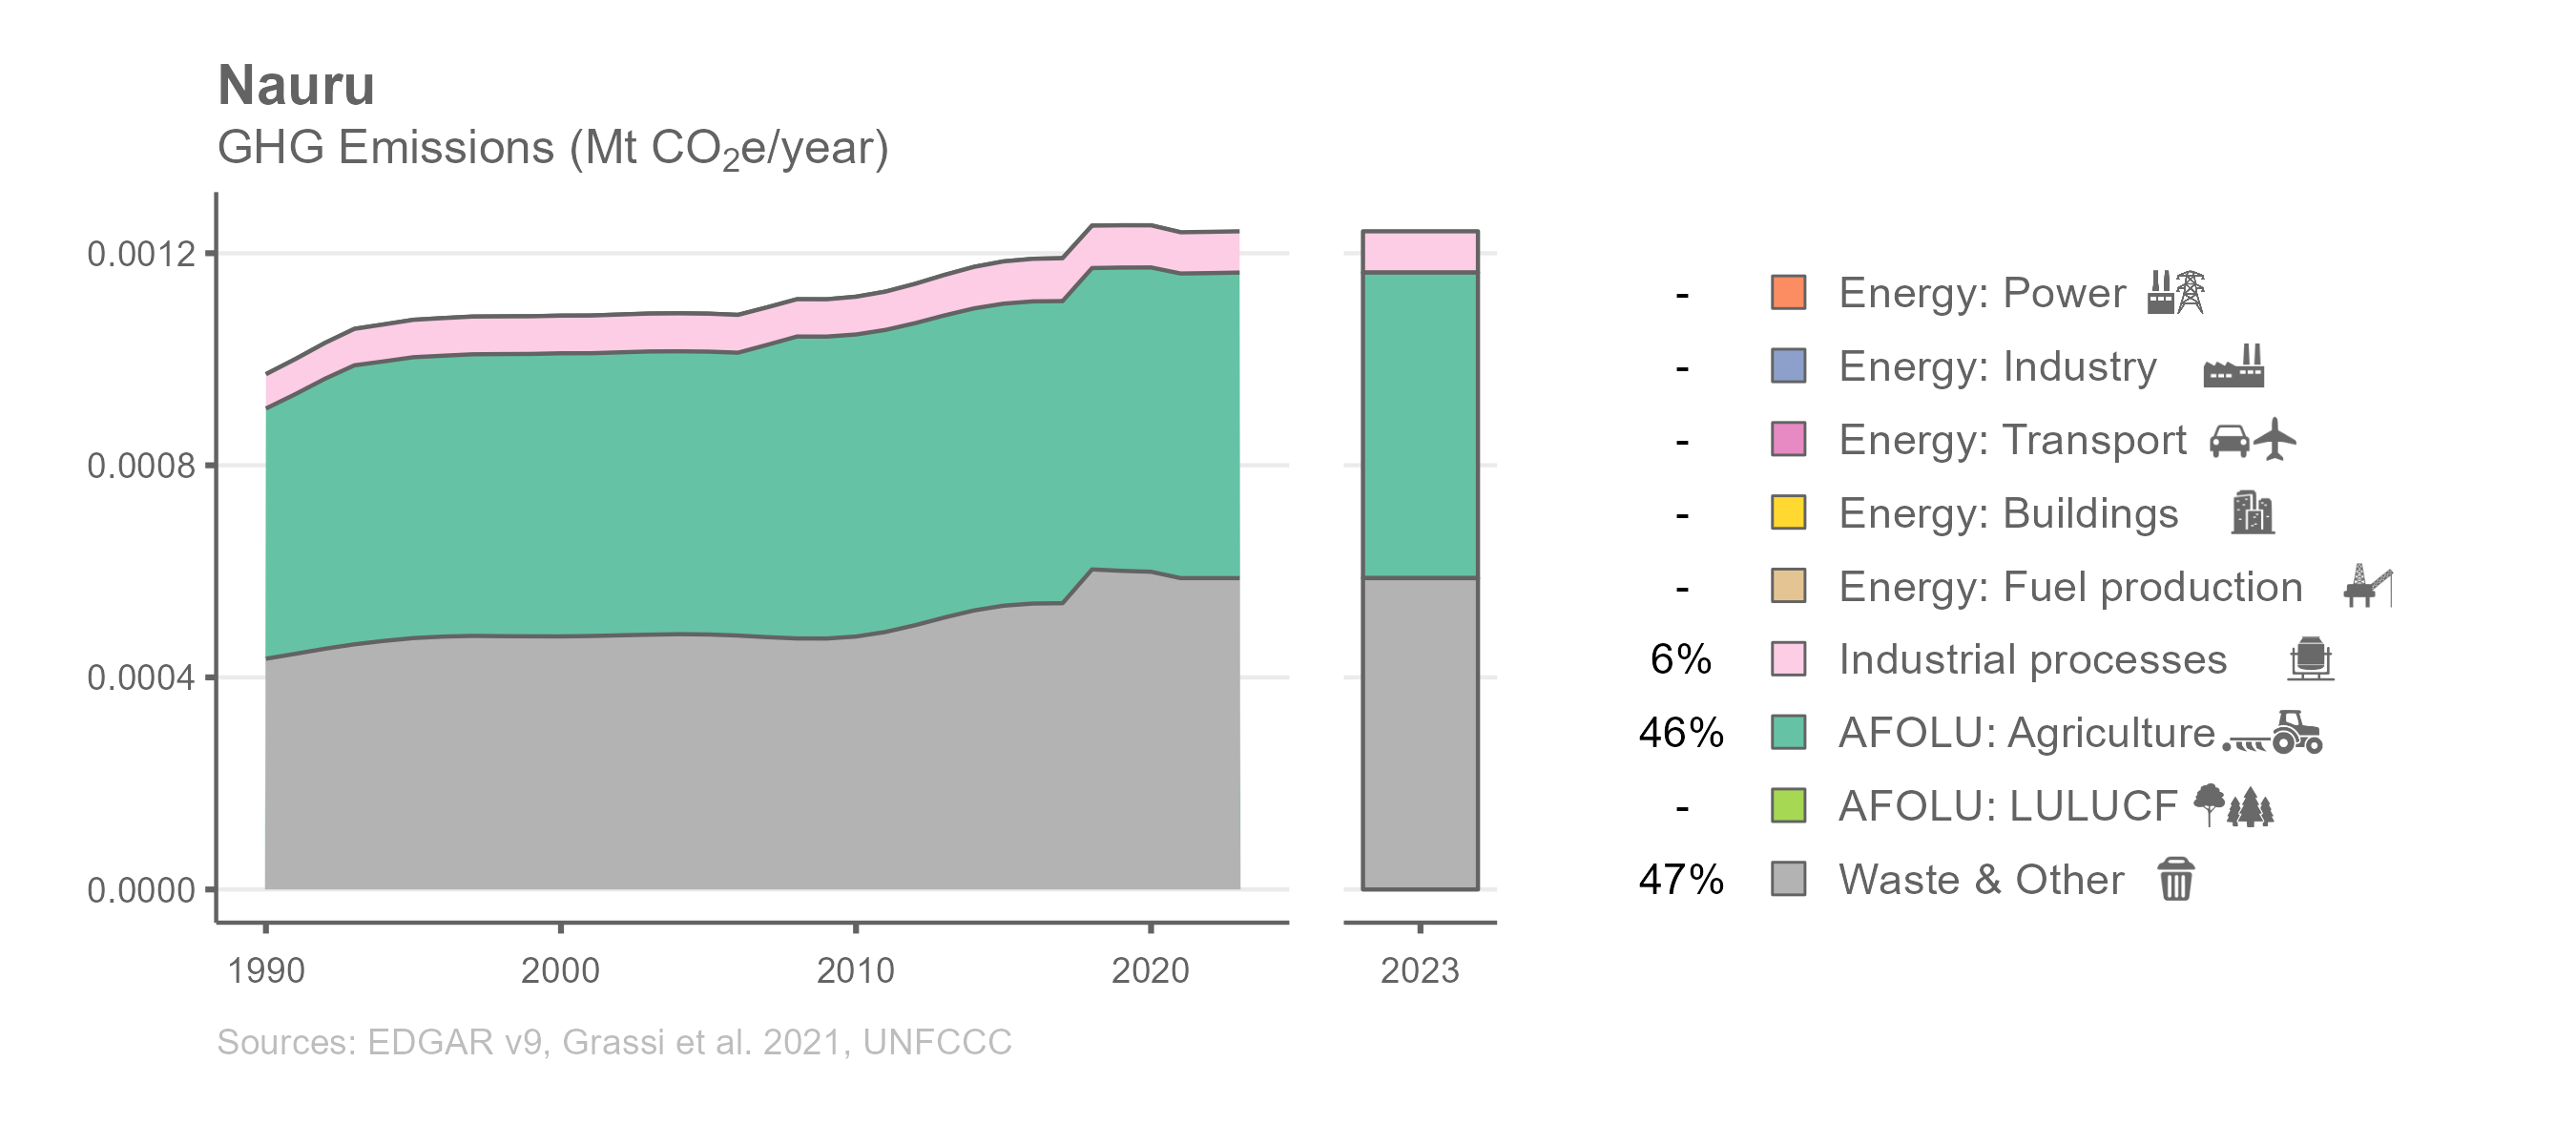 Nauru
GHG Emissions (Mt CO₂e/year)
0.0012
0.0008
0.0004
0.0000
1990 2000 2010 2020 2023
- Energy: Power
- Energy: Industry
- Energy: Transport
- Energy: Buildings
- Energy: Fuel production
6% Industrial processes
46% AFOLU: Agriculture
- AFOLU: LULUCF
47% Waste & Other
Sources: EDGAR v9, Grassi et al. 2021, UNFCCC